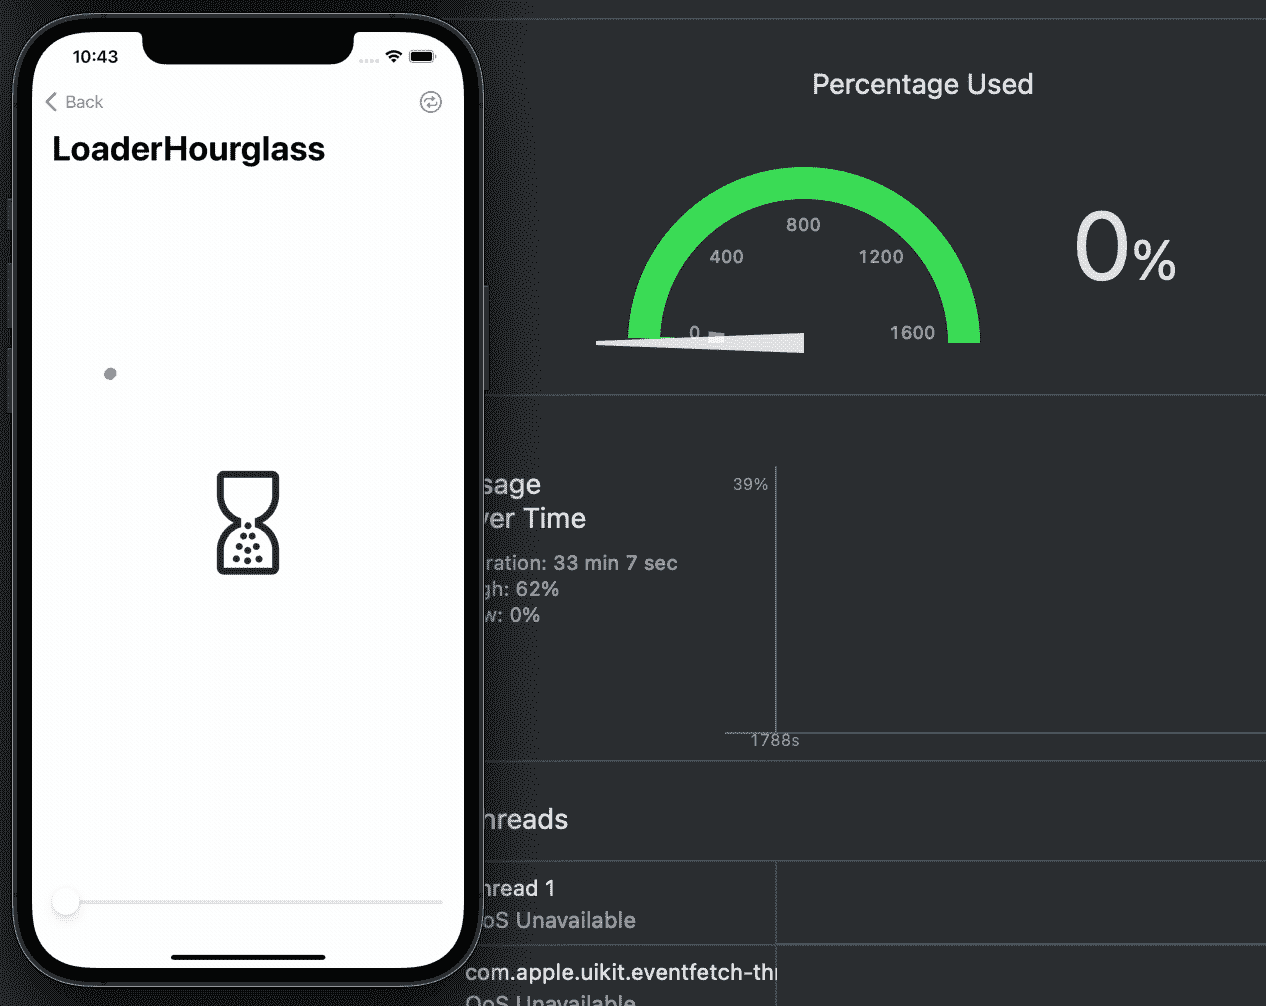 10:43
Back
LoaderHourglass
Percentage Used
0
400
800
1200
1600
0%
sage
ver Time
ration: 33 min 7 sec
gh: 62%
w: 0%
39%
1788s
hreads
hread 1
oS Unavailable
com.apple.uikit.eventfetch-thr
QoS Unavailable